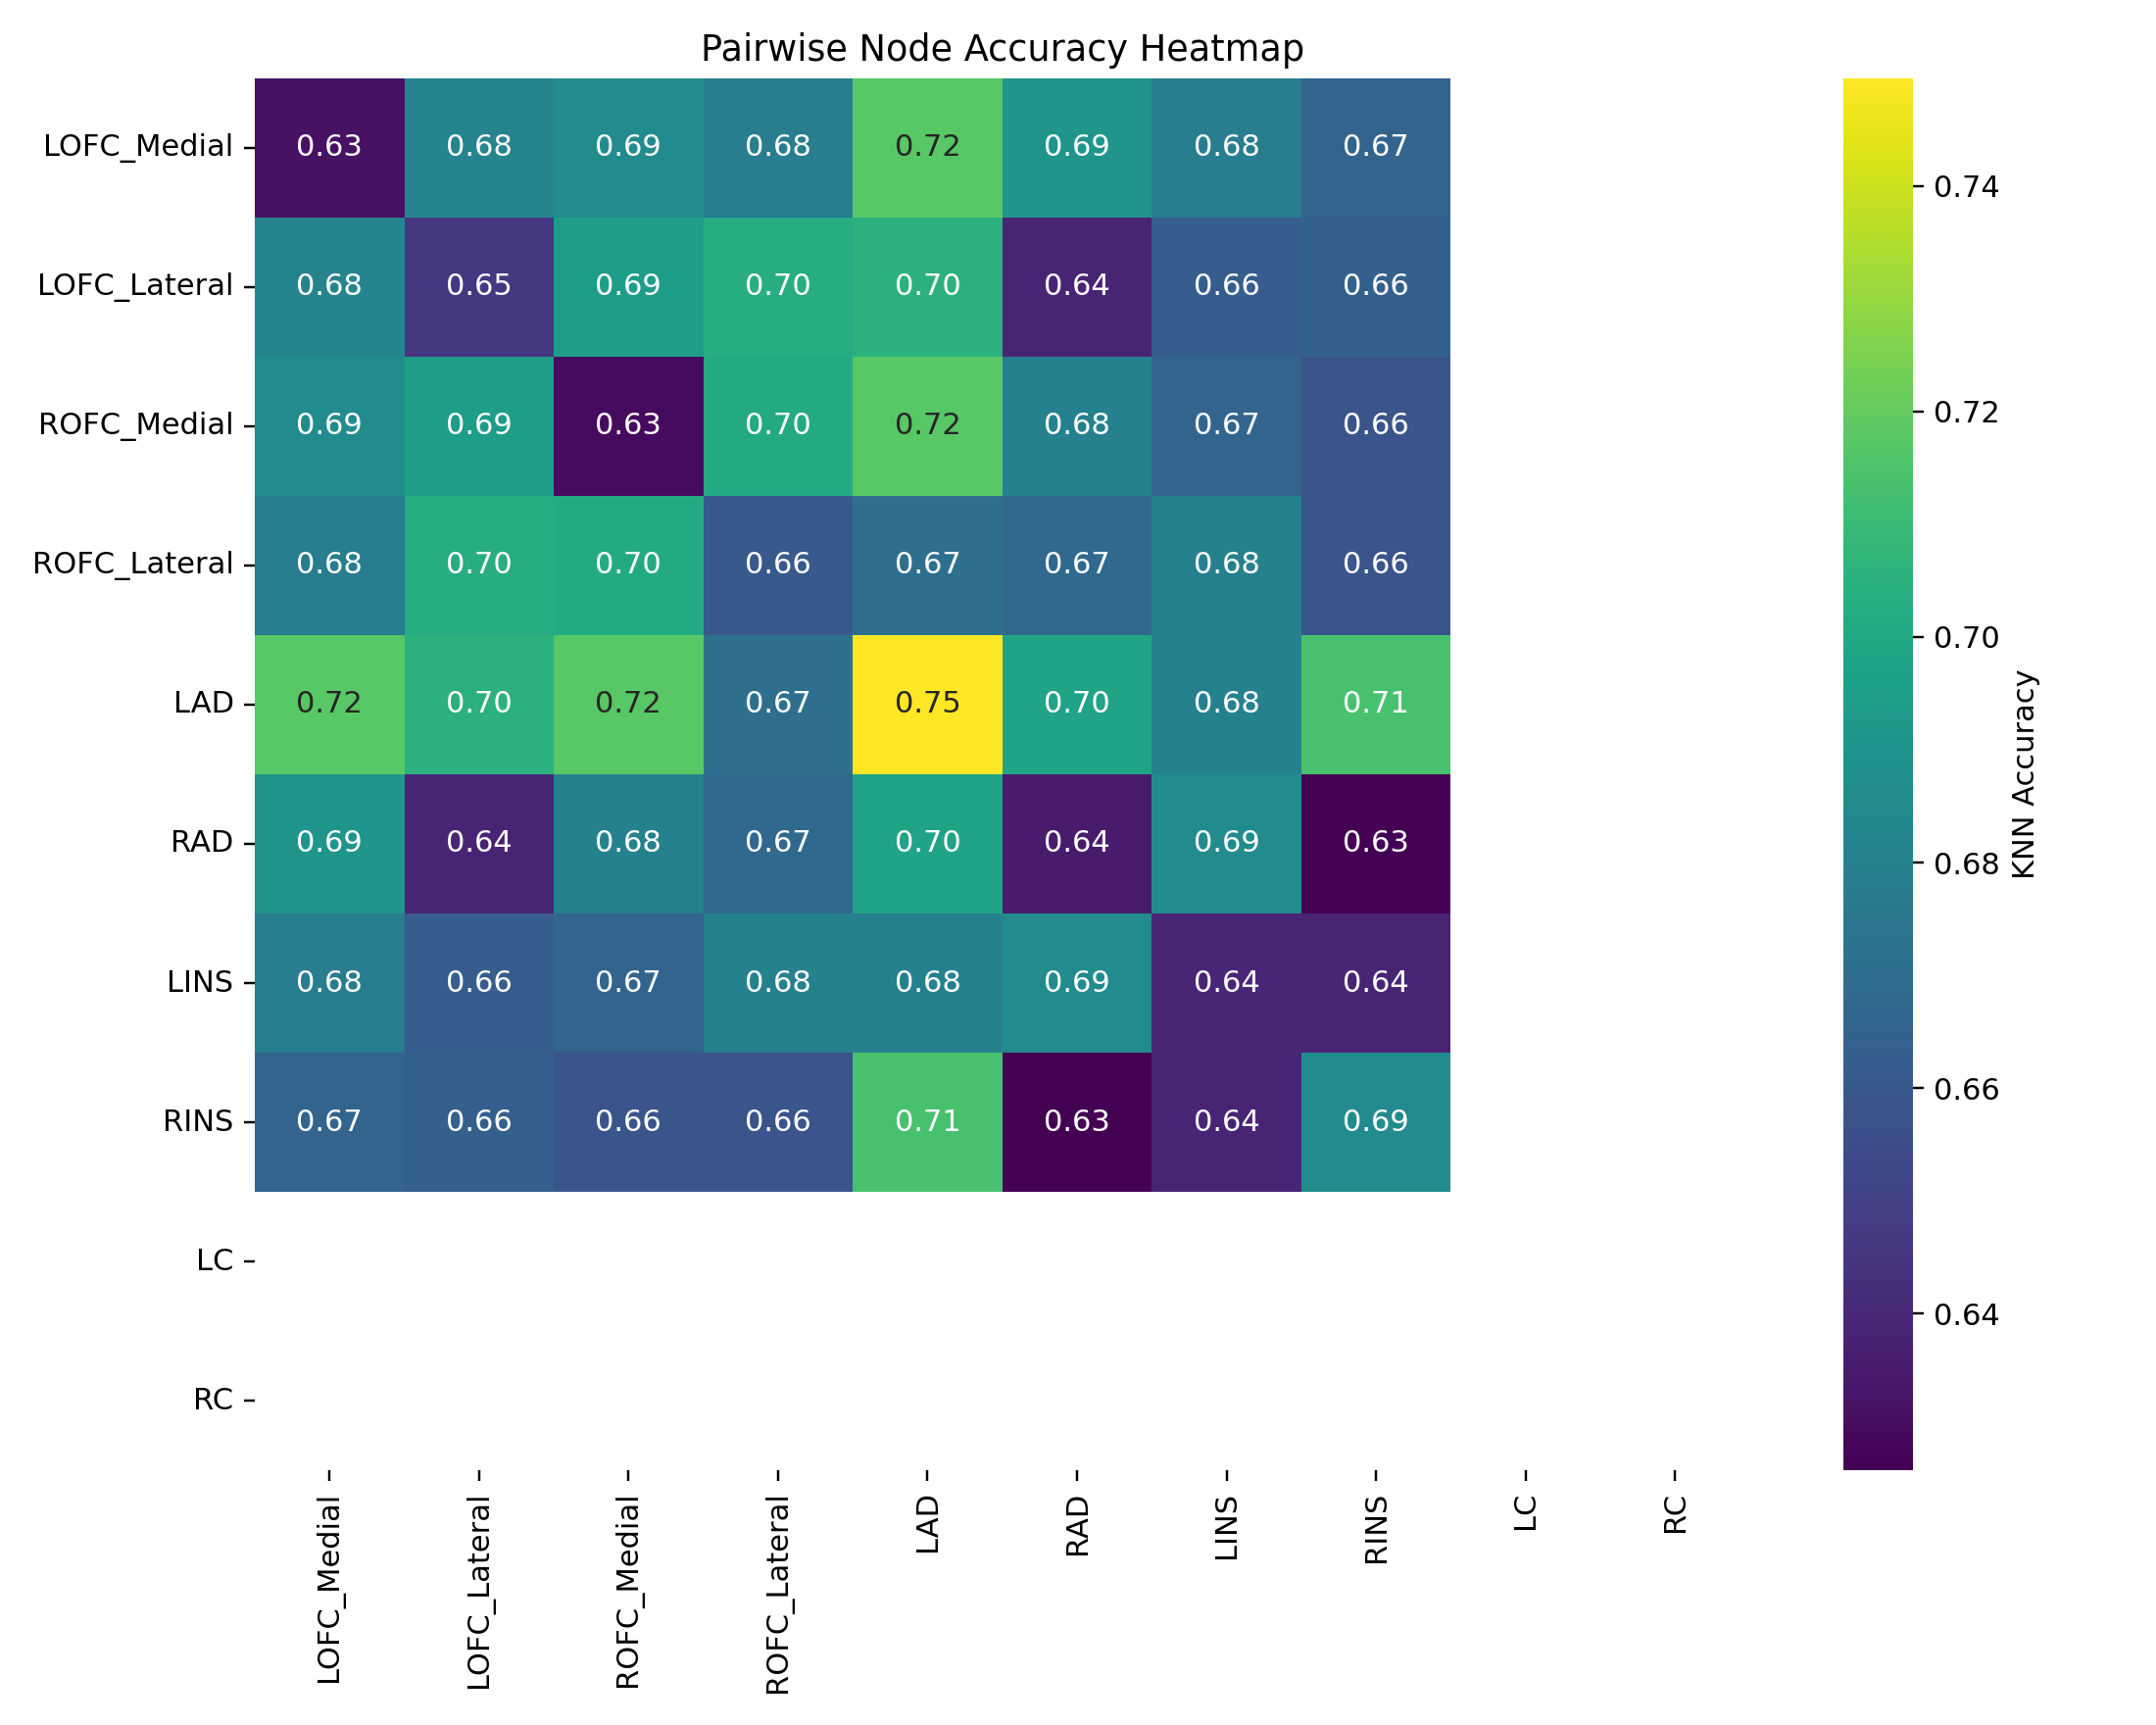 Pairwise Node Accuracy Heatmap
LOFC_Medial 0.63 0.68 0.69 0.68 0.72 0.69 0.68 0.67
LOFC_Lateral 0.68 0.65 0.69 0.70 0.70 0.64 0.66 0.66
ROFC_Medial 0.69 0.69 0.63 0.70 0.72 0.68 0.67 0.66
ROFC_Lateral 0.68 0.70 0.70 0.66 0.67 0.67 0.68 0.66
LAD 0.72 0.70 0.72 0.67 0.75 0.70 0.68 0.71
RAD 0.69 0.64 0.68 0.67 0.70 0.64 0.69 0.63
LINS 0.68 0.66 0.67 0.68 0.68 0.69 0.64 0.64
RINS 0.67 0.66 0.66 0.66 0.71 0.63 0.64 0.69
LC
RC
LOFC_Medial
LOFC_Lateral
ROFC_Medial
ROFC_Lateral
LAD
RAD
LINS
RINS
LC
RC
0.74
0.72
0.70
0.68
0.66
0.64
KNN Accuracy